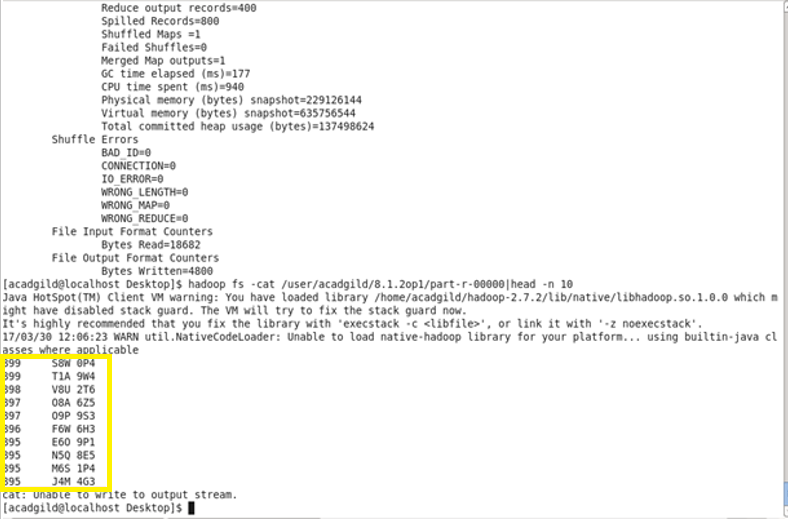 Reduce output records=400
Spilled Records=800
Shuffled Maps =1
Failed Shuffles=0
Merged Map outputs=1
GC time elapsed (ms)=177
CPU time spent (ms)=940
Physical memory (bytes) snapshot=229126144
Virtual memory (bytes) snapshot=635756544
Total committed heap usage (bytes)=137498624
Shuffle Errors
BAD_ID=0
CONNECTION=0
IO_ERROR=0
WRONG_LENGTH=0
WRONG_MAP=0
WRONG_REDUCE=0
File Input Format Counters
Bytes Read=18682
File Output Format Counters
Bytes Written=4800
[acadgild@localhost Desktop]$ hadoop fs -cat /user/acadgild/8.1.2op1/part-r-00000|head -n 10
Java HotSpot(TM) Client VM warning: You have loaded library /home/acadgild/hadoop-2.7.2/lib/native/libhadoop.so.1.0.0 which m
ight have disabled stack guard. The VM will try to fix the stack guard now.
It's highly recommended that you fix the library with 'execstack -c <libfile>', or link it with '-z noexecstack'.
17/03/30 12:06:23 WARN util.NativeCodeLoader: Unable to load native-hadoop library for your platform... using builtin-java cl
asses where applicable
399 S8W 0P4
399 T1A 9W4
398 V8U 2T6
397 O8A 6Z5
397 O9P 9S3
396 F6W 6H3
395 E6O 9P1
395 N5Q 8E5
395 M6S 1P4
395 J4M 4G3
cat: Unable to write to output stream.
[acadgild@localhost Desktop]$